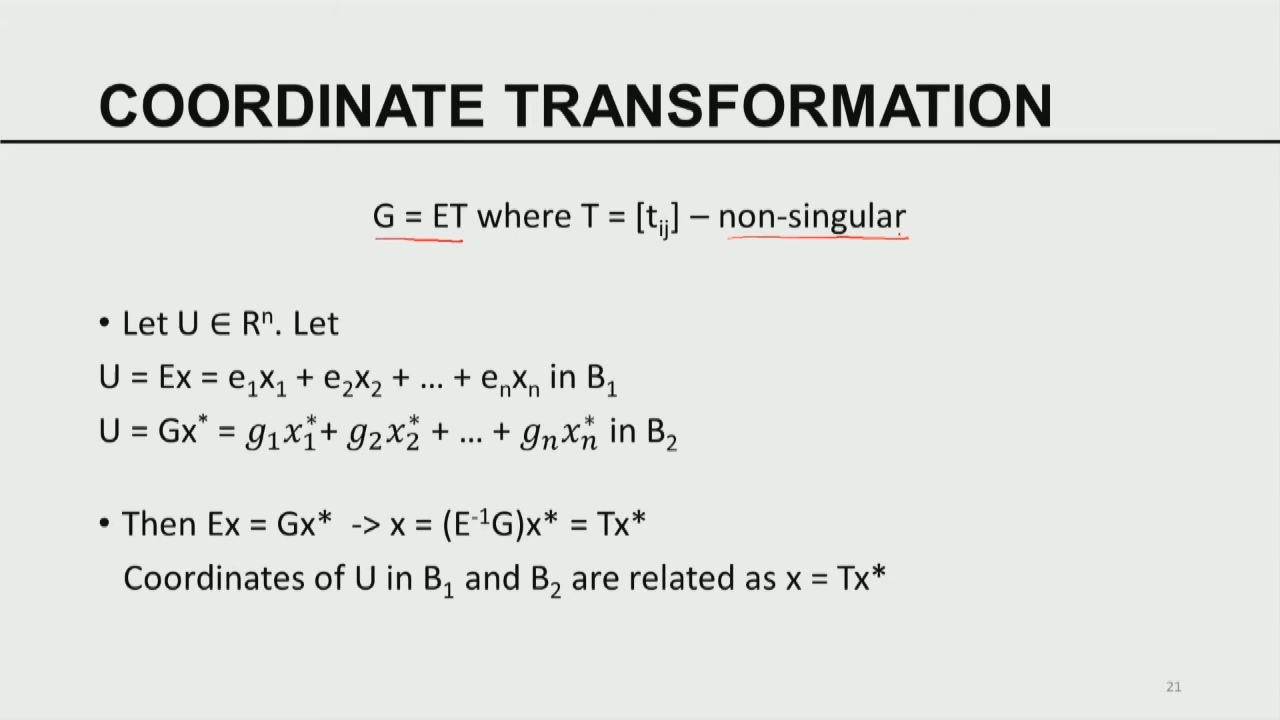 COORDINATE TRANSFORMATION
G = ET where T = [tᵢⱼ] – non-singular
• Let U ∈ Rⁿ. Let
U = Ex = e₁x₁ + e₂x₂ + ... + eₙxₙ in B₁
U = Gx* = g₁x₁* + g₂x₂* + ... + gₙxₙ* in B₂
• Then Ex = Gx* -> x = (E⁻¹G)x* = Tx*
Coordinates of U in B₁ and B₂ are related as x = Tx*
21